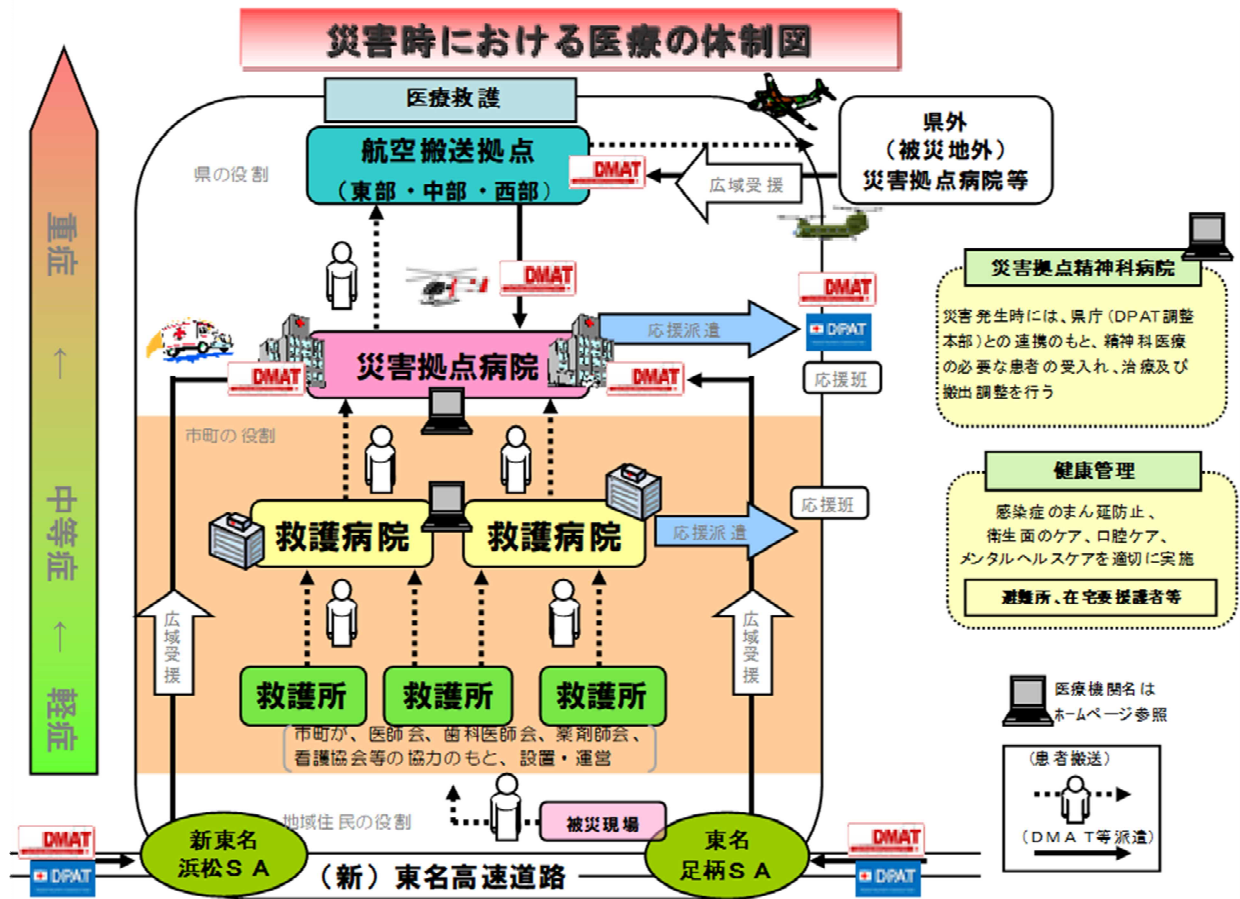 災害時における医療の体制図
医療救護
航空搬送拠点
(東部・中部・西部)
DMAT
県の役割
広域受援
県外
(被災地外)
災害拠点病院等
重症
←
中等症
←
軽症
DMAT
災害拠点病院
DMAT
DMAT
応援派遣
DMAT
DPAT
応援班
市町の役割
救護病院
救護病院
応援派遣
応援班
広域受援
広域受援
救護所
救護所
救護所
市町が、医師会、歯科医師会、薬剤師会、
看護協会等の協力のもと、設置・運営
地域住民の役割
被災現場
DMAT
DPAT
新東名
浜松SA
(新)東名高速道路
東名
足柄SA
DMAT
DPAT
災害拠点精神科病院
災害発生時には、県庁(DPAT調整
本部)との連携のもと、精神科医療
の必要な患者の受入れ、治療及び
搬出調整を行う
健康管理
感染症のまん延防止、
衛生面のケア、口腔ケア、
メンタルヘルスケアを適切に実施
避難所、在宅要援護者等
医療機関名は
ホームページ参照
(患者搬送)
(DMAT等派遣)